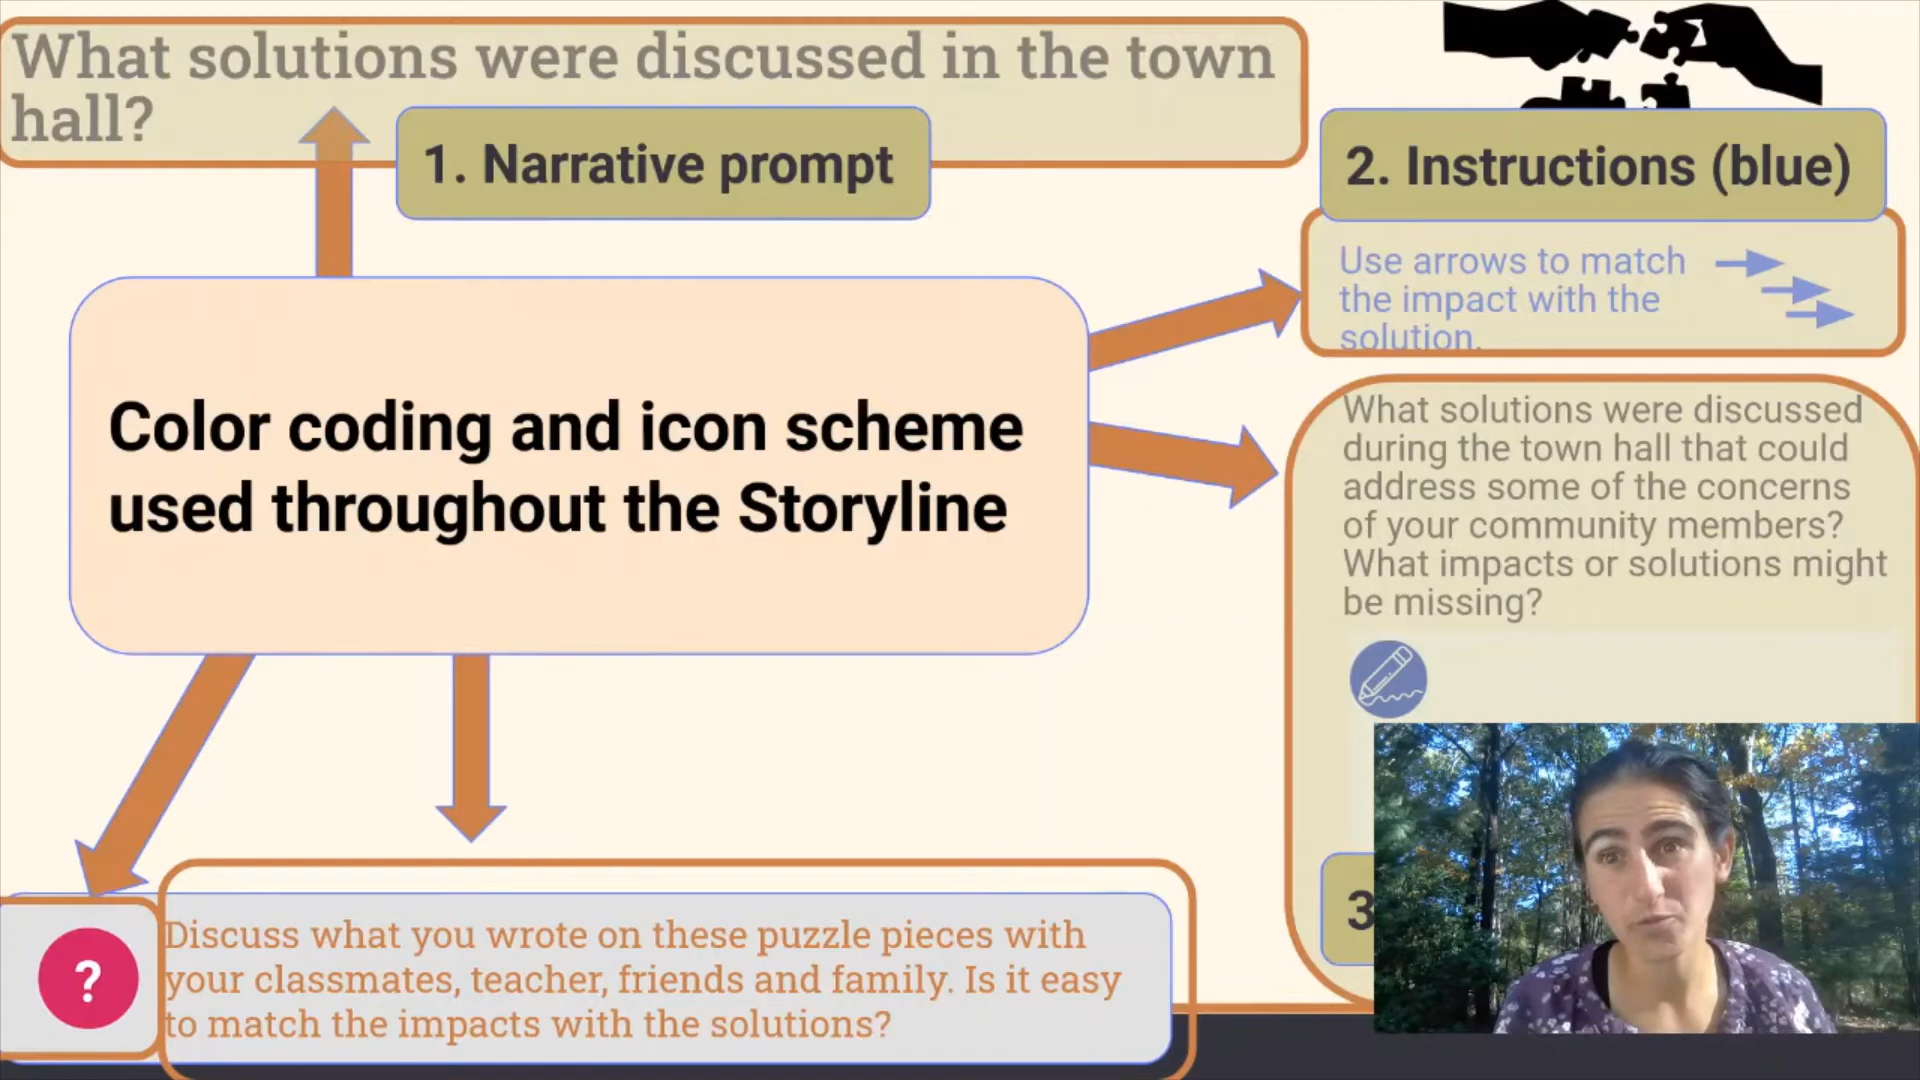 What solutions were discussed in the town
hall?
1. Narrative prompt
2. Instructions (blue)
Use arrows to match
the impact with the
solution.
Color coding and icon scheme
used throughout the Storyline
What solutions were discussed
during the town hall that could
address some of the concerns
of your community members?
What impacts or solutions might
be missing?
3
?
Discuss what you wrote on these puzzle pieces with
your classmates, teacher, friends and family. Is it easy
to match the impacts with the solutions?